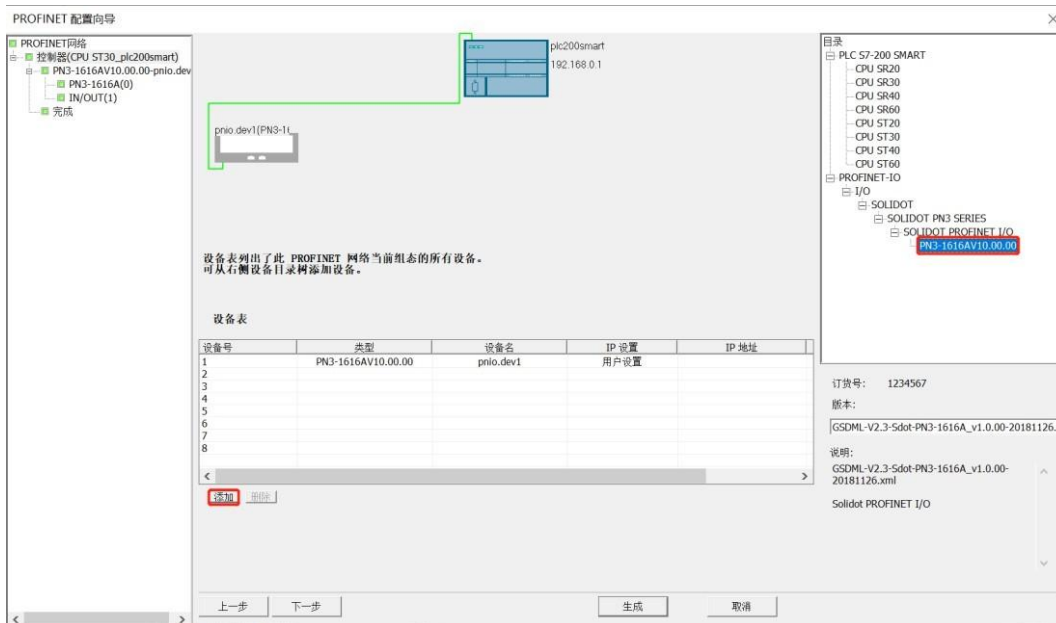 PROFINET 配置向导
PROFINET网络
控制器(CPU ST30_plc200smart)
PN3-1616AV10.00.00-pnio.dev
PN3-1616A(0)
IN/OUT(1)
完成
plc200smart
192.168.0.1
pnio.dev1(PN3-1(
设备表列出了此 PROFINET 网络当前组态的所有设备。
可从右侧设备目录树添加设备。
设备表
设备号 类型 设备名 IP 设置 IP 地址
1 PN3-1616AV10.00.00 pnio.dev1 用户设置
2
3
4
5
6
7
8
添加 删除
上一步 下一步 生成 取消
目录
PLC S7-200 SMART
CPU SR20
CPU SR30
CPU SR40
CPU SR60
CPU ST20
CPU ST30
CPU ST40
CPU ST60
PROFINET-IO
I/O
SOLIDOT
SOLIDOT PN3 SERIES
SOLIDOT PROFINET I/O
PN3-1616AV10.00.00
订货号: 1234567
版本:
GSDML-V2.3-Sdot-PN3-1616A_v1.0.00-20181126.
说明:
GSDML-V2.3-Sdot-PN3-1616A_v1.0.00-
20181126.xml
Solidot PROFINET I/O